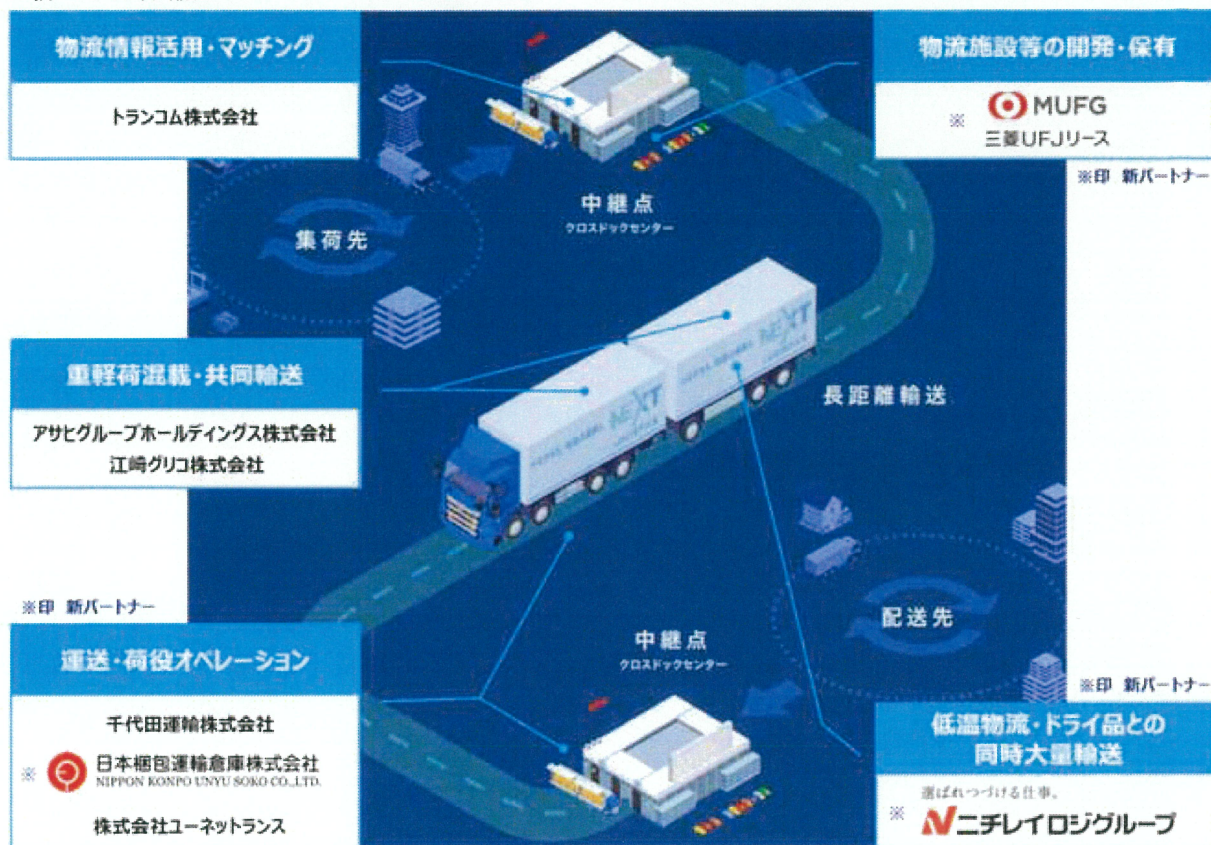 物流情報活用・マッチング
トランコム株式会社
物流施設等の開発・保有
※ MUFG
三菱UFJリース
※印 新パートナー
中継点
クロスドックセンター
集荷先
重軽荷混載・共同輸送
アサヒグループホールディングス株式会社
江崎グリコ株式会社
NEXT
NEXT
長距離輸送
※印 新パートナー
運送・荷役オペレーション
千代田運輸株式会社
※ 日本梱包運輸倉庫株式会社
NIPPON KONPO UNYU SOKO CO.,LTD.
株式会社ユーネットランス
中継点
クロスドックセンター
配送先
※印 新パートナー
低温物流・ドライ品との
同時大量輸送
選ばれつづける仕事。
※ ニチレイロジグループ